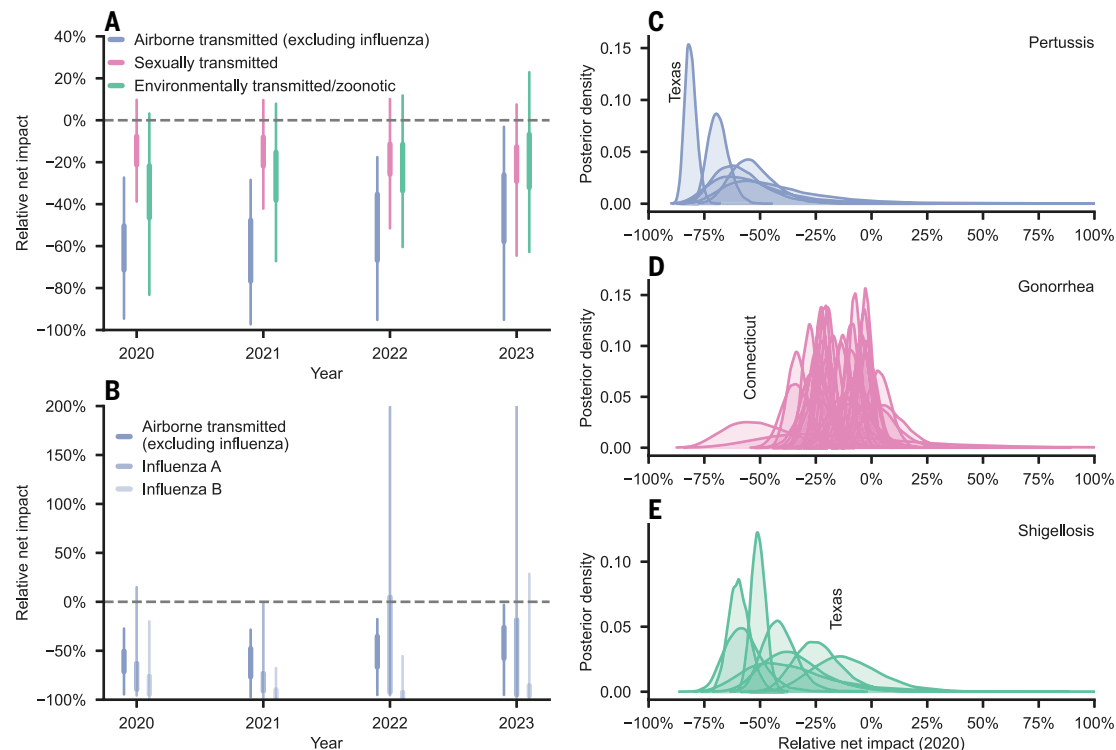 A
40%
20%
0%
−20%
−40%
−60%
−80%
−100%
Relative net impact
Airborne transmitted (excluding influenza)
Sexually transmitted
Environmentally transmitted/zoonotic
2020 2021 2022 2023
Year
B
200%
150%
100%
50%
0%
−50%
−100%
Relative net impact
Airborne transmitted
(excluding influenza)
Influenza A
Influenza B
2020 2021 2022 2023
Year
C
Pertussis
Texas
0.15
0.10
0.05
0.00
Posterior density
−100% −75% −50% −25% 0% 25% 50% 75% 100%
D
Gonorrhea
Connecticut
0.15
0.10
0.05
0.00
Posterior density
−100% −75% −50% −25% 0% 25% 50% 75% 100%
E
Shigellosis
Texas
0.10
0.05
0.00
Posterior density
−100% −75% −50% −25% 0% 25% 50% 75% 100%
Relative net impact (2020)